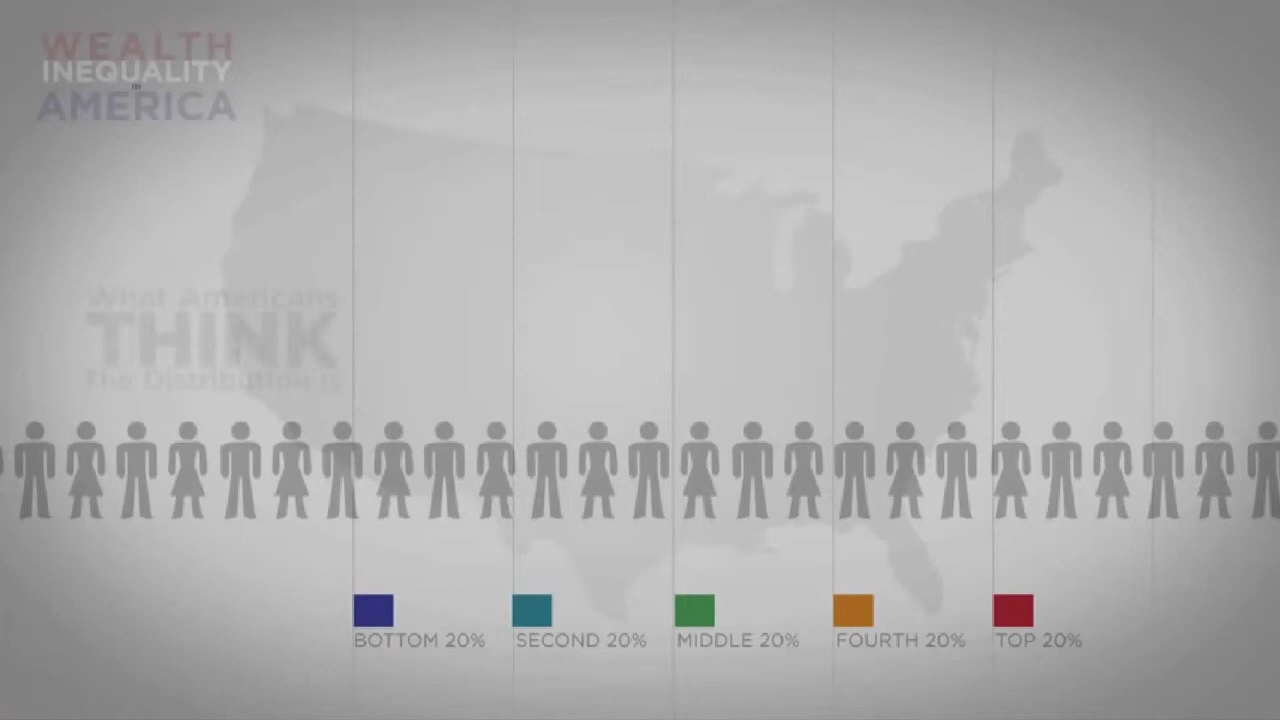 WEALTH
INEQUALITY
IN
AMERICA
What Americans
THINK
The Distribution is
BOTTOM 20%
SECOND 20%
MIDDLE 20%
FOURTH 20%
TOP 20%